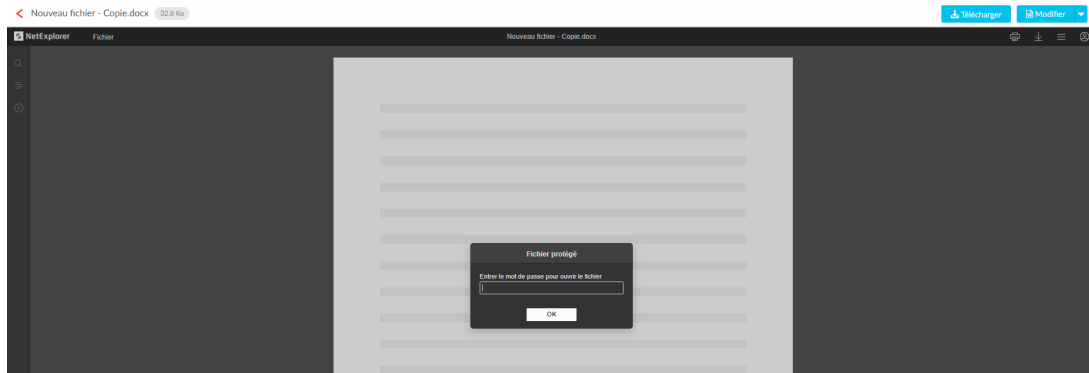 Nouveau fichier - Copie.docx 32.8 Ko Télécharger Modifier
NetExplorer Fichier Nouveau fichier - Copie.docx
Fichier protégé
Entrer le mot de passe pour ouvrir le fichier
OK